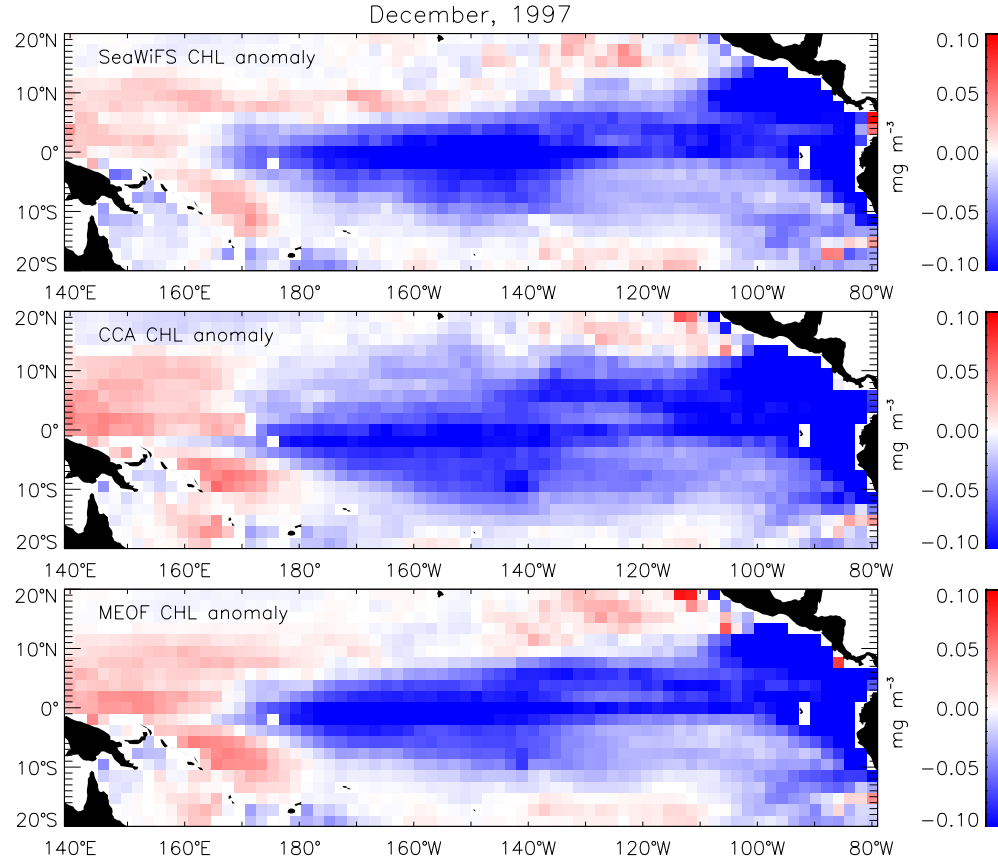 December, 1997
SeaWiFS CHL anomaly
20°N
10°N
0°
10°S
20°S
140°E 160°E 180° 160°W 140°W 120°W 100°W 80°W
0.10
0.05
0.00
−0.05
−0.10
mg m⁻³
CCA CHL anomaly
20°N
10°N
0°
10°S
20°S
140°E 160°E 180° 160°W 140°W 120°W 100°W 80°W
0.10
0.05
0.00
−0.05
−0.10
mg m⁻³
MEOF CHL anomaly
20°N
10°N
0°
10°S
20°S
140°E 160°E 180° 160°W 140°W 120°W 100°W 80°W
0.10
0.05
0.00
−0.05
−0.10
mg m⁻³